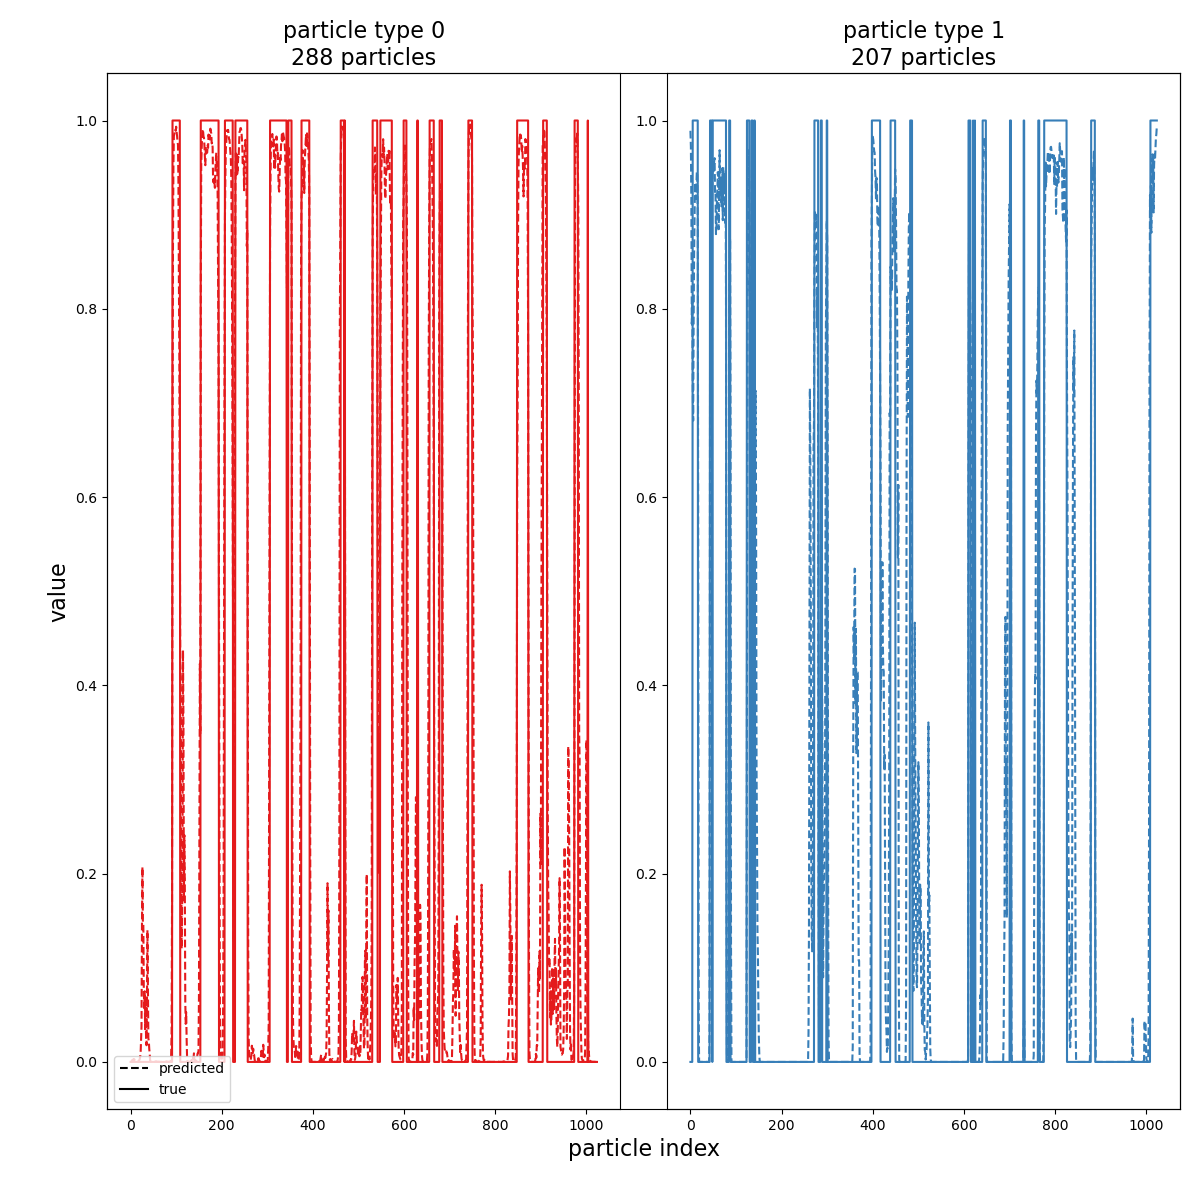 particle type 0
288 particles
particle type 1
207 particles
value
1.0
0.8
0.6
0.4
0.2
0.0
1.0
0.8
0.6
0.4
0.2
0.0
predicted
true
0 200 400 600 800 1000
0 200 400 600 800 1000
particle index